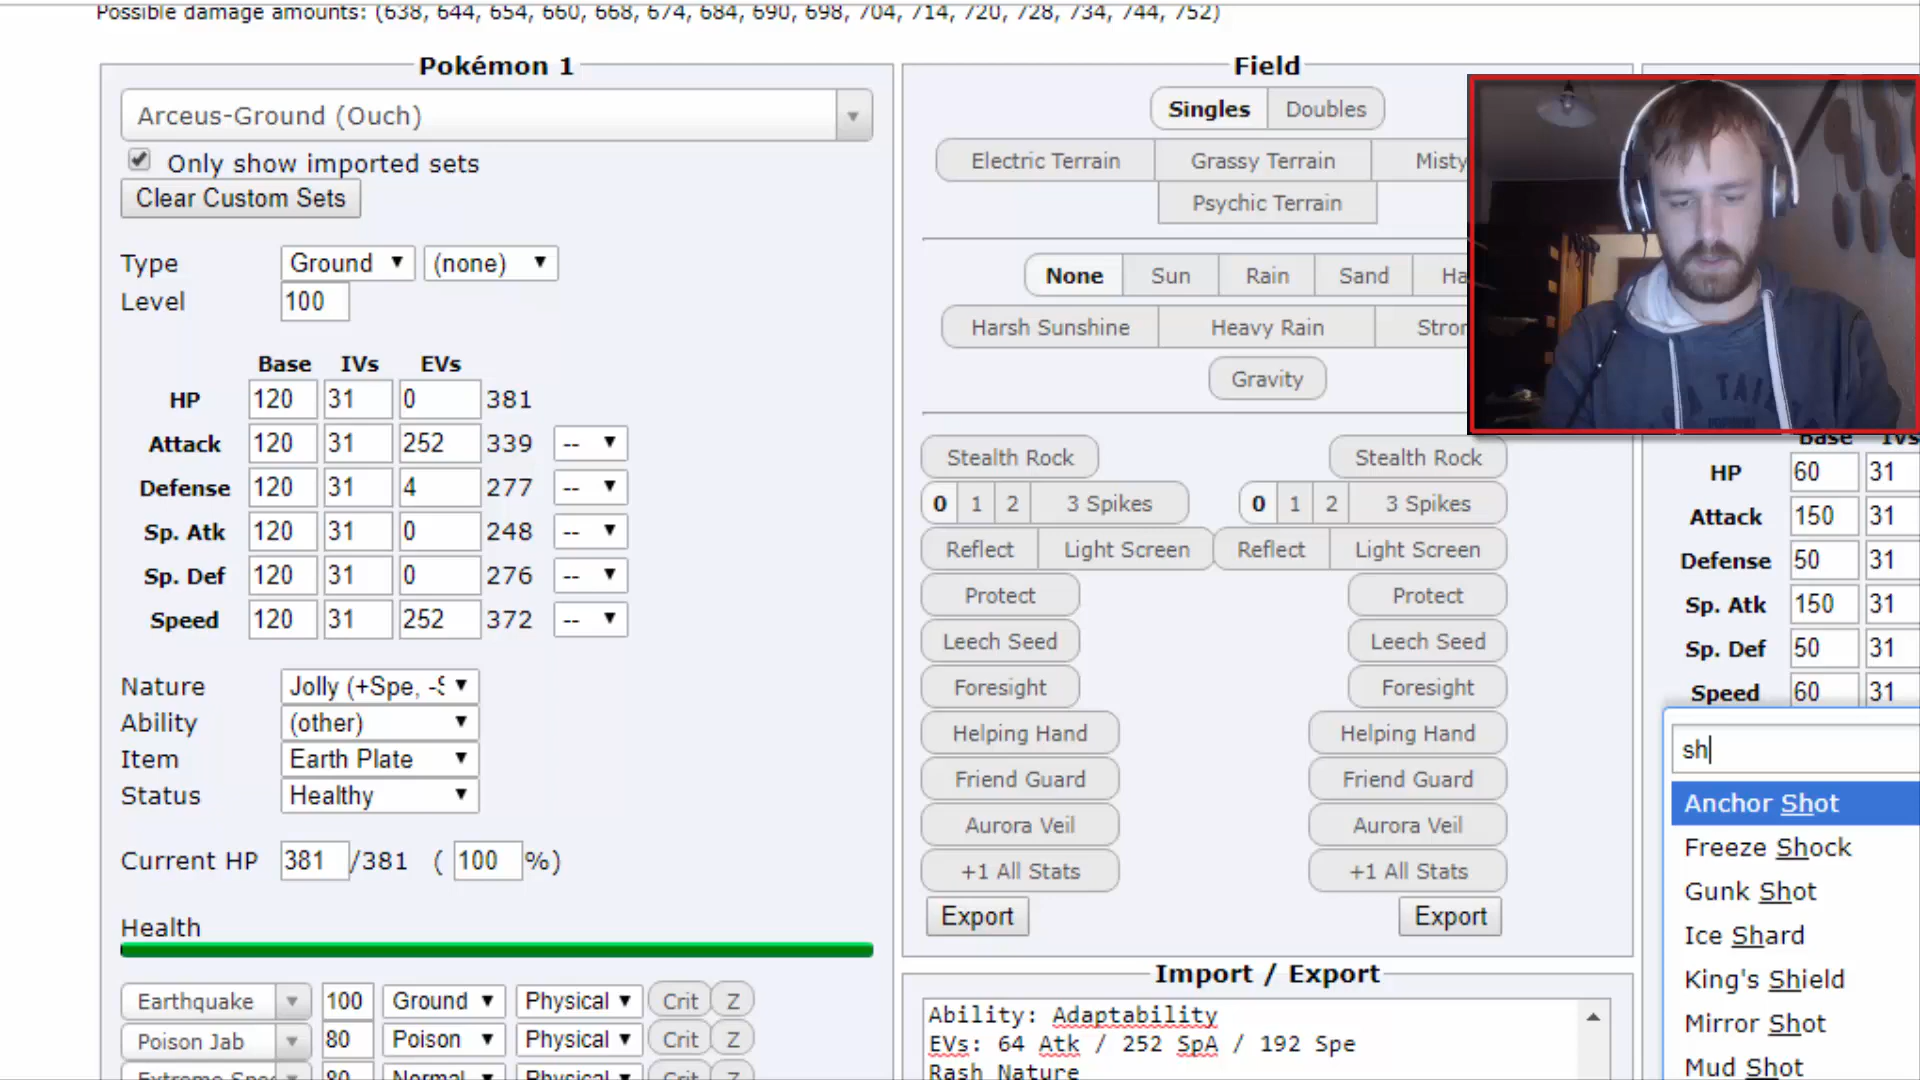 Possible damage amounts: (638, 644, 654, 660, 668, 674, 684, 690, 698, 704, 714, 720, 728, 734, 744, 752)
Pokémon 1
Arceus-Ground (Ouch)
Only show imported sets
Clear Custom Sets
Type Ground (none)
Level 100
Base IVs EVs
HP 120 31 0 381
Attack 120 31 252 339 --
Defense 120 31 4 277 --
Sp. Atk 120 31 0 248 --
Sp. Def 120 31 0 276 --
Speed 120 31 252 372 --
Nature Jolly (+Spe, -S
Ability (other)
Item Earth Plate
Status Healthy
Current HP 381 /381 ( 100 %)
Health
Earthquake 100 Ground Physical Crit Z
Poison Jab 80 Poison Physical Crit Z
Extreme Spee 80 Normal Physical Crit Z
Field
Singles Doubles
Electric Terrain Grassy Terrain Misty
Psychic Terrain
None Sun Rain Sand Ha
Harsh Sunshine Heavy Rain Stron
Gravity
Stealth Rock Stealth Rock
0 1 2 3 Spikes 0 1 2 3 Spikes
Reflect Light Screen Reflect Light Screen
Protect Protect
Leech Seed Leech Seed
Foresight Foresight
Helping Hand Helping Hand
Friend Guard Friend Guard
Aurora Veil Aurora Veil
+1 All Stats +1 All Stats
Export Export
Import / Export
Ability: Adaptability
EVs: 64 Atk / 252 SpA / 192 Spe
Rash Nature
Base IVs
HP 60 31
Attack 150 31
Defense 50 31
Sp. Atk 150 31
Sp. Def 50 31
Speed 60 31
sh
Anchor Shot
Freeze Shock
Gunk Shot
Ice Shard
King's Shield
Mirror Shot
Mud Shot